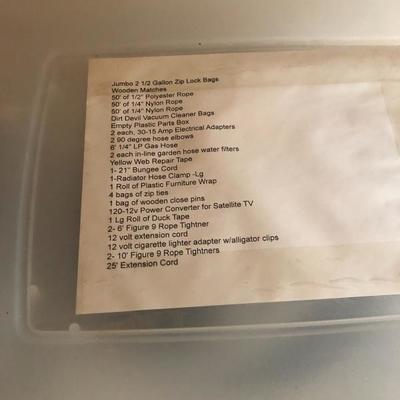 Jumbo 2 1/2 Gallon Zip Lock Bags
Wooden Matches
50' of 1/2" Polyester Rope
50' of 1/4" Nylon Rope
50' of 1/4" Nylon Rope
Dirt Devil Vacuum Cleaner Bags
Empty Plastic Parts Box
2 each, 30-15 Amp Electrical Adapters
2 90 degree hose elbows
6' 1/4" LP Gas Hose
2 each in-line garden hose water filters
Yellow Web Repair Tape
1- 21" Bungee Cord
1-Radiator Hose Clamp -Lg
1 Roll of Plastic Furniture Wrap
4 bags of zip ties
1 bag of wooden close pins
120-12v Power Converter for Satellite TV
1 Lg Roll of Duck Tape
2- 6' Figure 9 Rope Tightner
12 volt extension cord
12 volt cigarette lighter adapter w/alligator clips
2- 10' Figure 9 Rope Tightners
25' Extension Cord